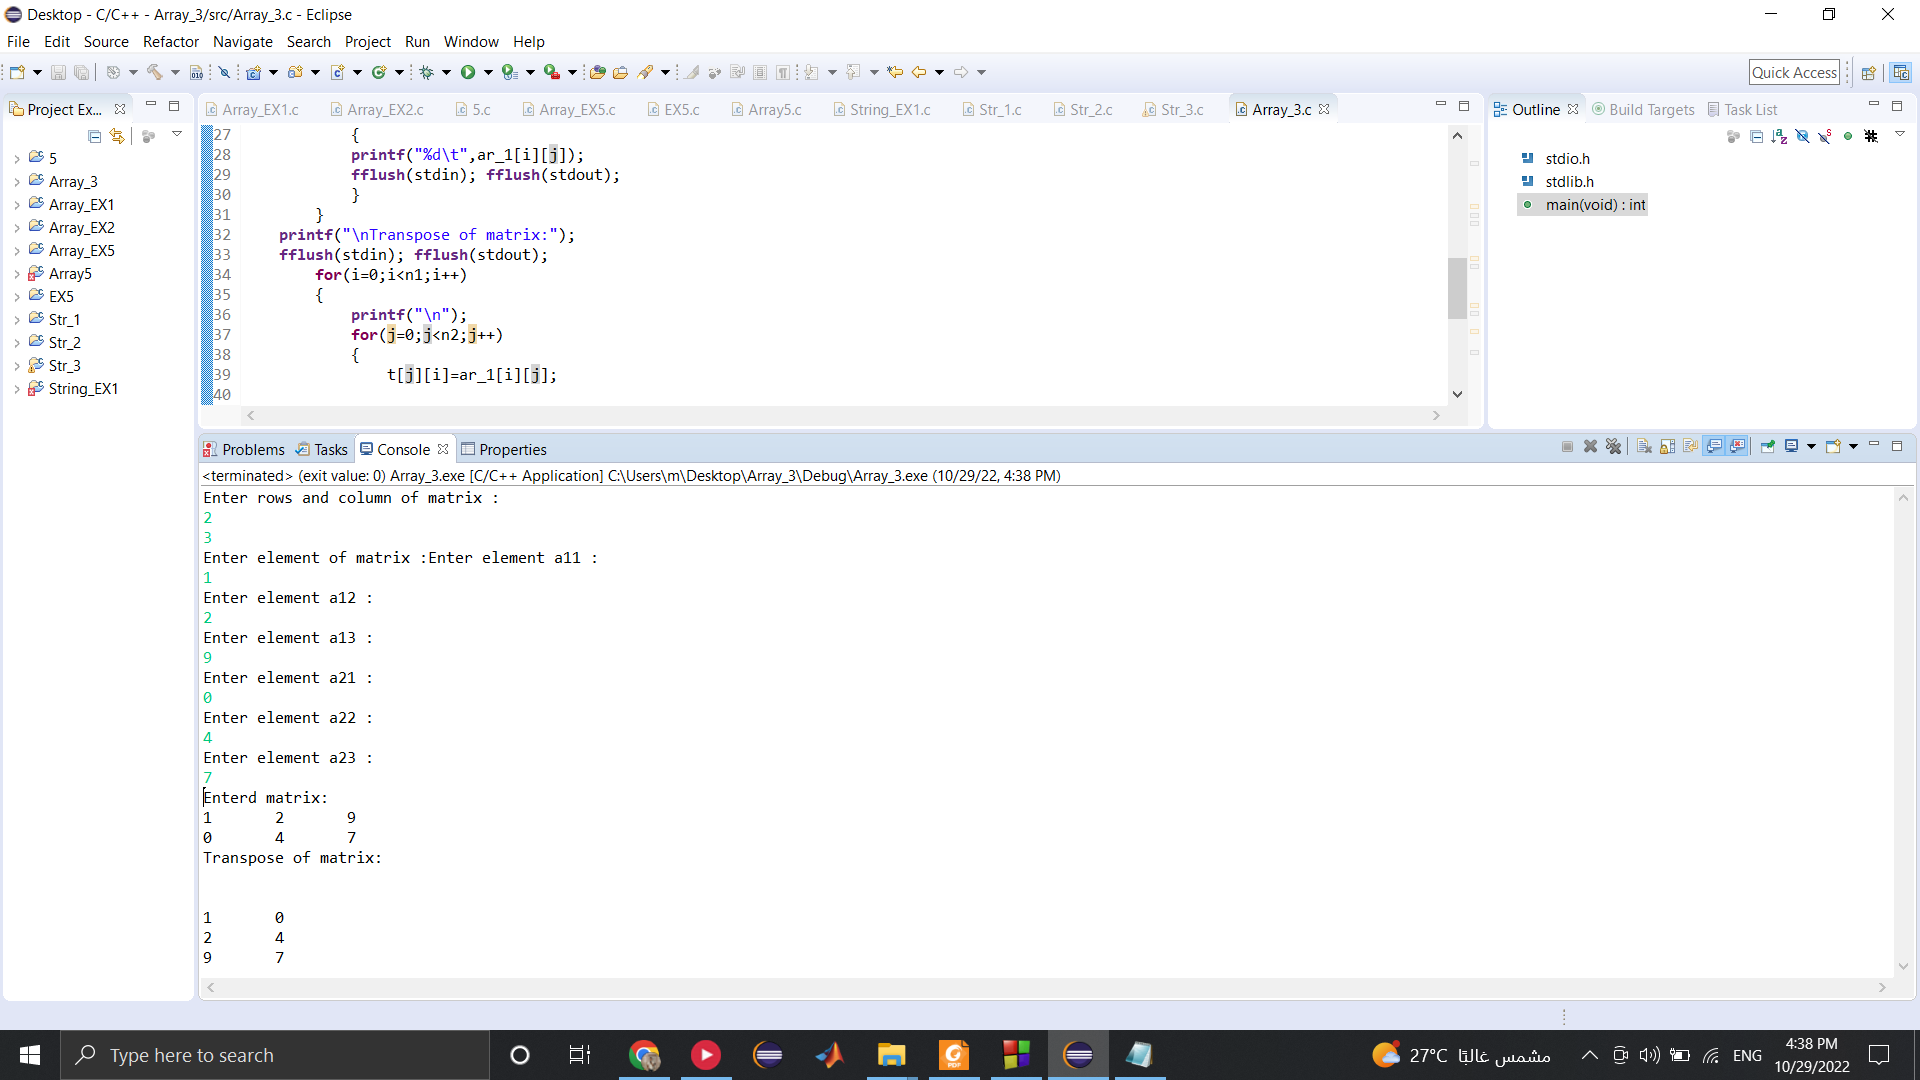 Desktop - C/C++ - Array_3/src/Array_3.c - Eclipse
File Edit Source Refactor Navigate Search Project Run Window Help
Quick Access
Project Ex...
5
Array_3
Array_EX1
Array_EX2
Array_EX5
Array5
EX5
Str_1
Str_2
Str_3
String_EX1
Array_EX1.c Array_EX2.c 5.c Array_EX5.c EX5.c Array5.c String_EX1.c Str_1.c Str_2.c Str_3.c Array_3.c
27 {
28 printf("%d\t",ar_1[i][j]);
29 fflush(stdin); fflush(stdout);
30 }
31 }
32 printf("\nTranspose of matrix:");
33 fflush(stdin); fflush(stdout);
34 for(i=0;i<n1;i++)
35 {
36 printf("\n");
37 for(j=0;j<n2;j++)
38 {
39 t[j][i]=ar_1[i][j];
40
Outline Build Targets Task List
stdio.h
stdlib.h
main(void) : int
Problems Tasks Console Properties
<terminated> (exit value: 0) Array_3.exe [C/C++ Application] C:\Users\m\Desktop\Array_3\Debug\Array_3.exe (10/29/22, 4:38 PM)
Enter rows and column of matrix :
2
3
Enter element of matrix :Enter element a11 :
1
Enter element a12 :
2
Enter element a13 :
9
Enter element a21 :
0
Enter element a22 :
4
Enter element a23 :
7
Enterd matrix:
1 2 9
0 4 7
Transpose of matrix:
1 0
2 4
9 7
Type here to search
27°C مشمس غالبًا
ENG
4:38 PM
10/29/2022